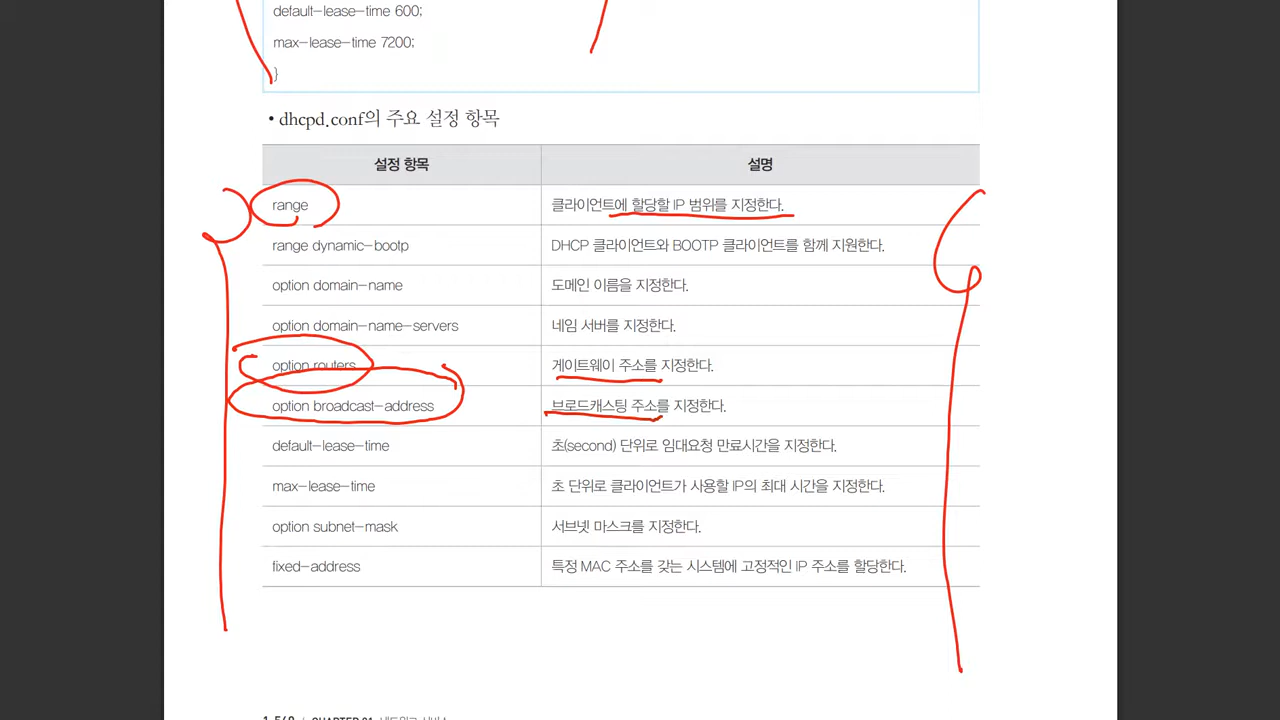 default-lease-time 600;
max-lease-time 7200;
}
• dhcpd.conf의 주요 설정 항목
설정 항목 설명
range 클라이언트에 할당할 IP 범위를 지정한다.
range dynamic-bootp DHCP 클라이언트와 BOOTP 클라이언트를 함께 지원한다.
option domain-name 도메인 이름을 지정한다.
option domain-name-servers 네임 서버를 지정한다.
option routers 게이트웨이 주소를 지정한다.
option broadcast-address 브로드캐스팅 주소를 지정한다.
default-lease-time 초(second) 단위로 임대요청 만료시간을 지정한다.
max-lease-time 초 단위로 클라이언트가 사용할 IP의 최대 시간을 지정한다.
option subnet-mask 서브넷 마스크를 지정한다.
fixed-address 특정 MAC 주소를 갖는 시스템에 고정적인 IP 주소를 할당한다.